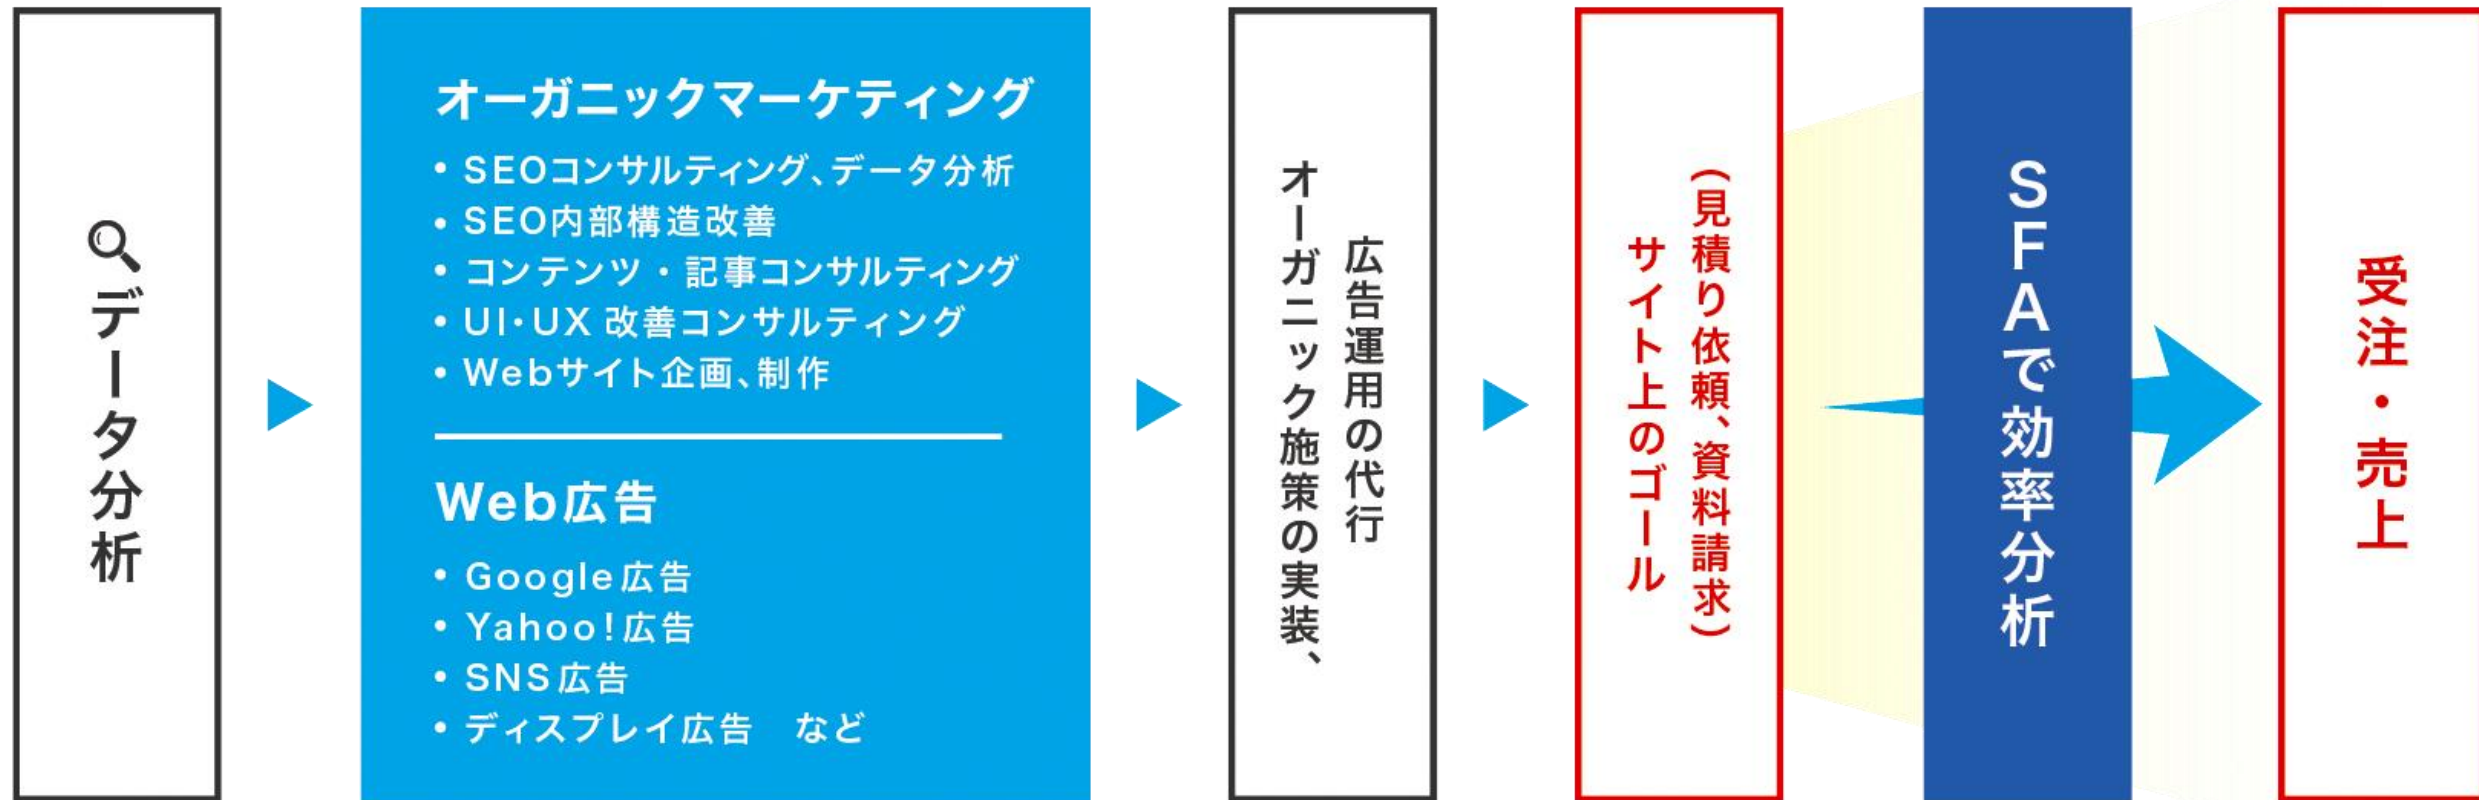 データ分析
オーガニックマーケティング
• SEOコンサルティング、データ分析
• SEO内部構造改善
• コンテンツ・記事コンサルティング
• UI・UX 改善コンサルティング
• Webサイト企画、制作
Web広告
• Google広告
• Yahoo!広告
• SNS広告
• ディスプレイ広告　など
オーガニック施策の実装、
広告運用の代行
サイト上のゴール
(見積り依頼、資料請求)
SFAで効率分析
受注・売上